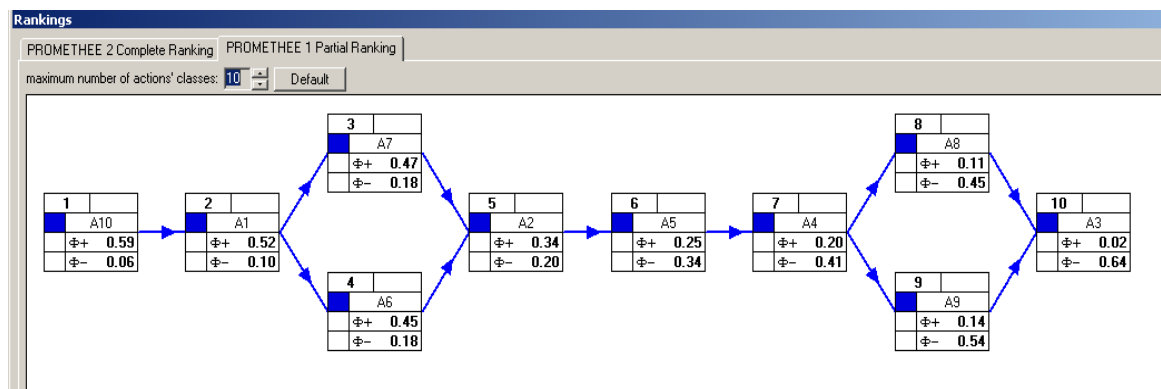 Rankings
PROMETHEE 2 Complete Ranking PROMETHEE 1 Partial Ranking
maximum number of actions' classes: 10 Default
1
A10
Φ+ 0.59
Φ− 0.06
2
A1
Φ+ 0.52
Φ− 0.10
3
A7
Φ+ 0.47
Φ− 0.18
4
A6
Φ+ 0.45
Φ− 0.18
5
A2
Φ+ 0.34
Φ− 0.20
6
A5
Φ+ 0.25
Φ− 0.34
7
A4
Φ+ 0.20
Φ− 0.41
8
A8
Φ+ 0.11
Φ− 0.45
9
A9
Φ+ 0.14
Φ− 0.54
10
A3
Φ+ 0.02
Φ− 0.64